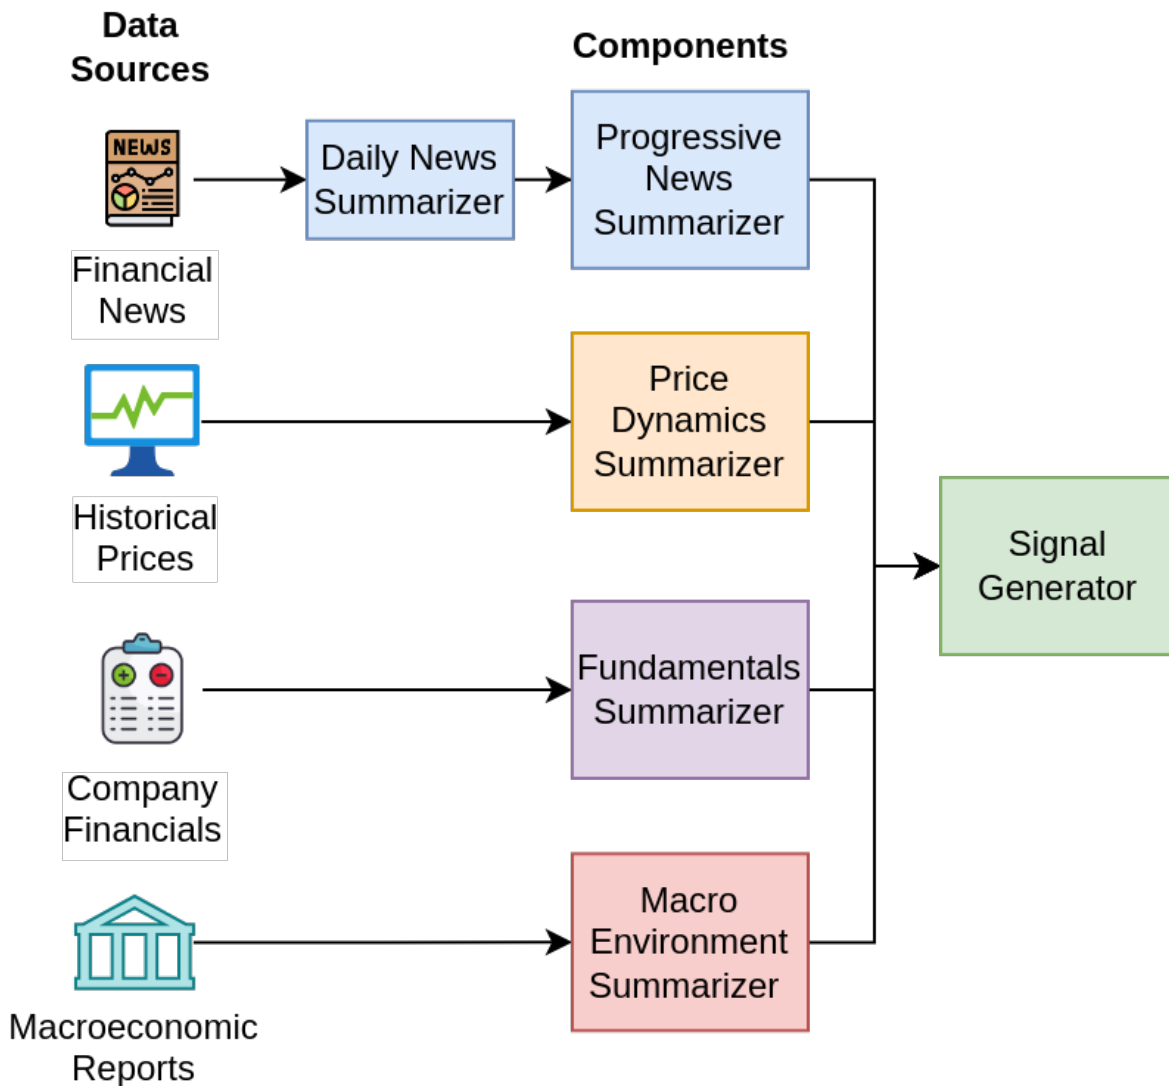 Data
Sources
Components
NEWS
Daily News
Summarizer
Progressive
News
Summarizer
Financial
News
Price
Dynamics
Summarizer
Historical
Prices
Signal
Generator
Fundamentals
Summarizer
Company
Financials
Macro
Environment
Summarizer
Macroeconomic
Reports